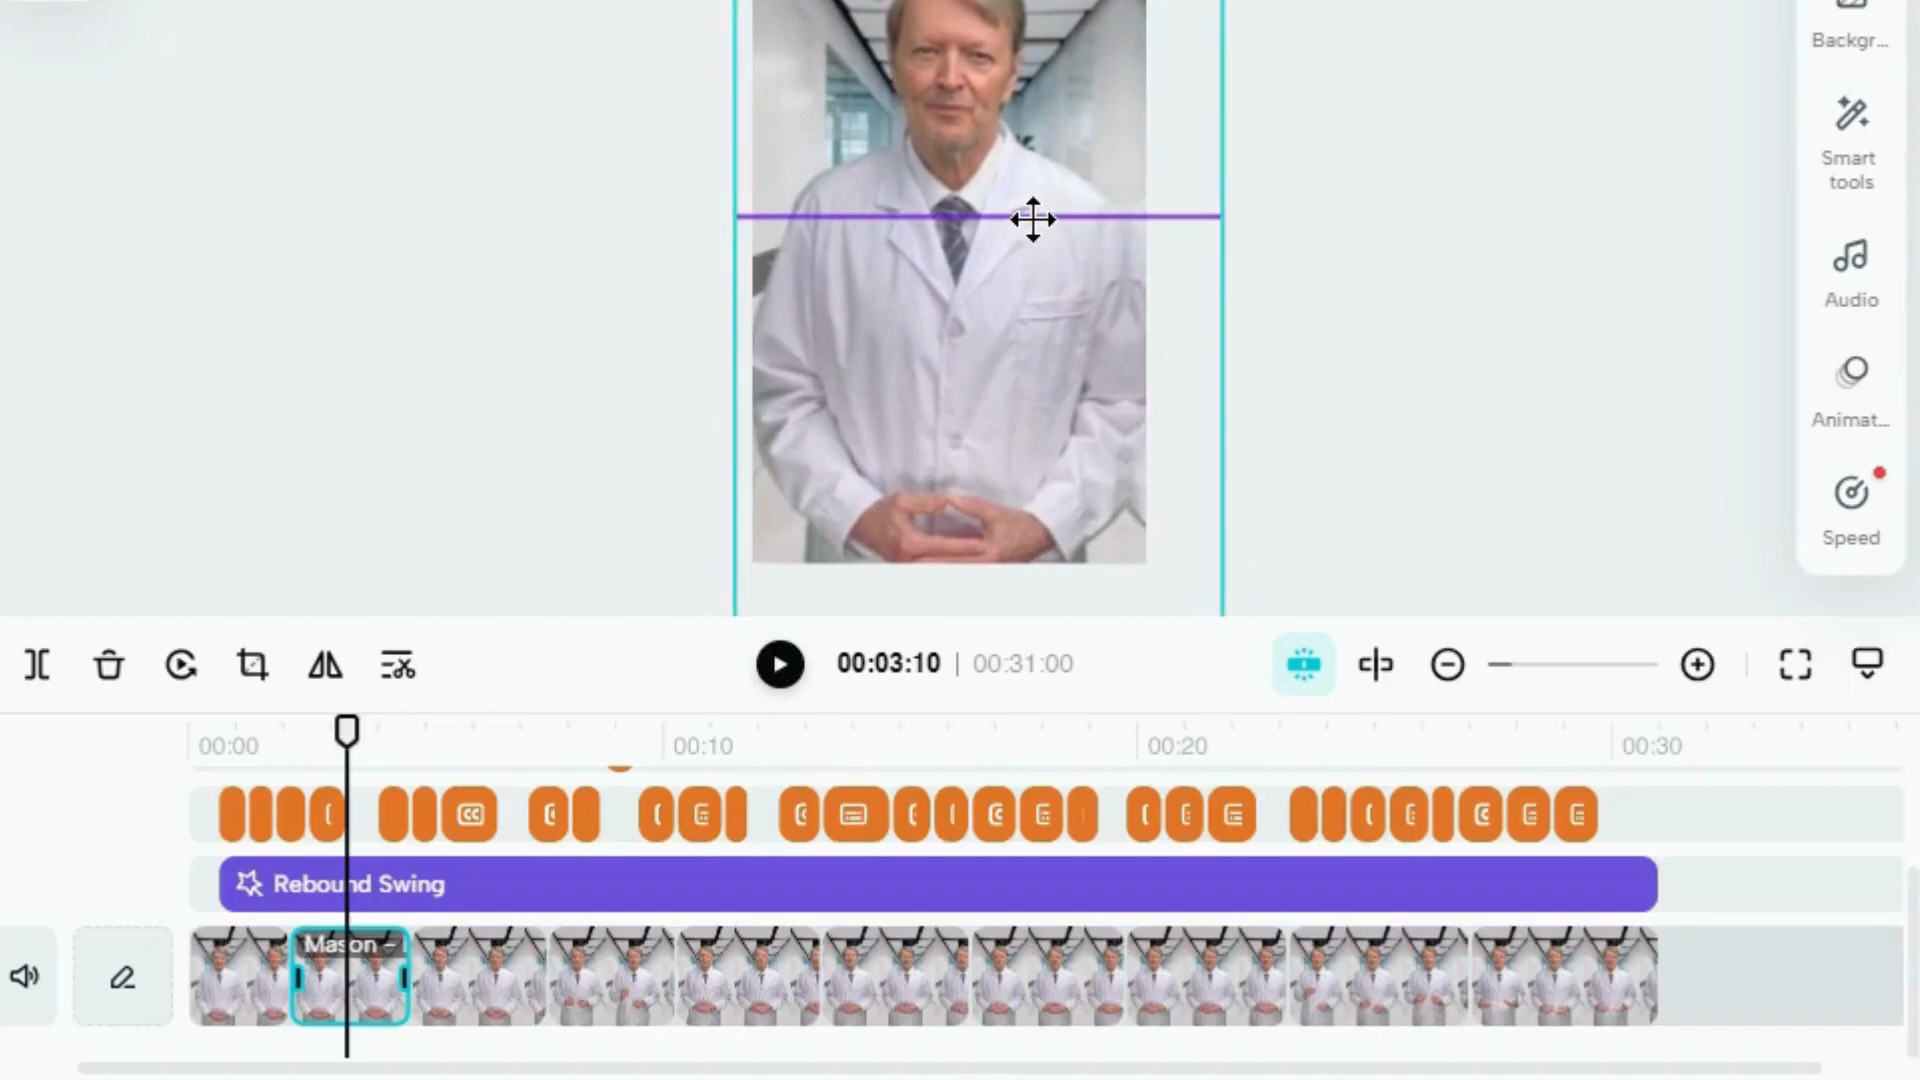 Backgr...
Smart
tools
Audio
Animat...
Speed
00:03:10 | 00:31:00
00:00
00:10
00:20
00:30
Rebound Swing
Mason –